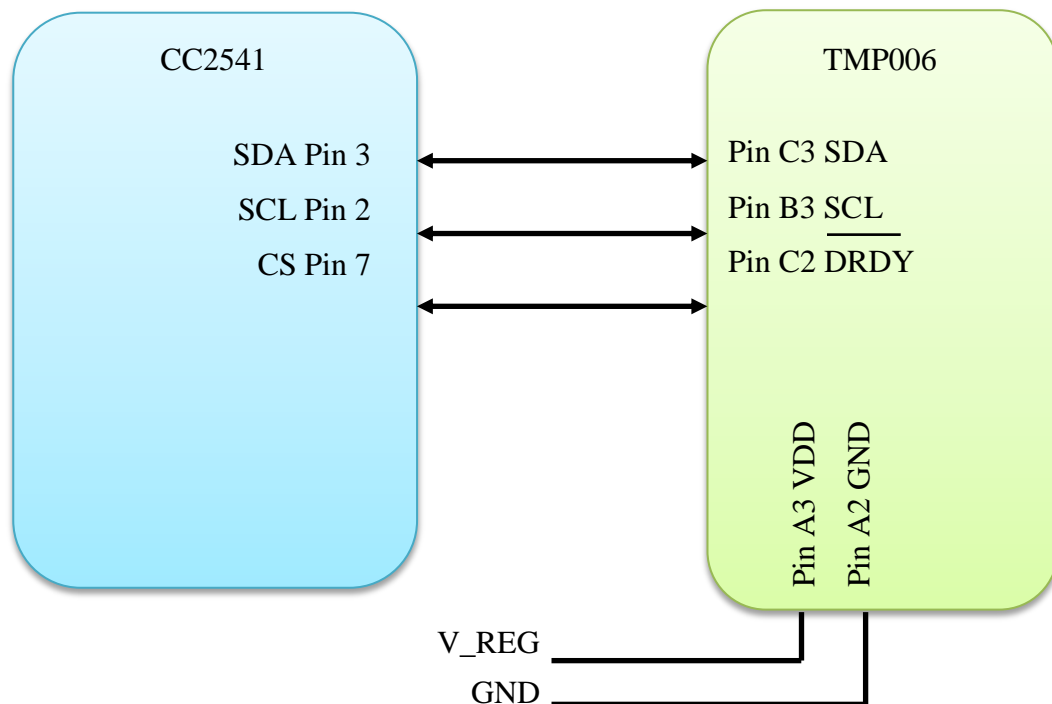 CC2541
SDA Pin 3
SCL Pin 2
CS Pin 7
TMP006
Pin C3 SDA
Pin B3 SCL
Pin C2 DRDY
Pin A3 VDD
Pin A2 GND
V_REG
GND